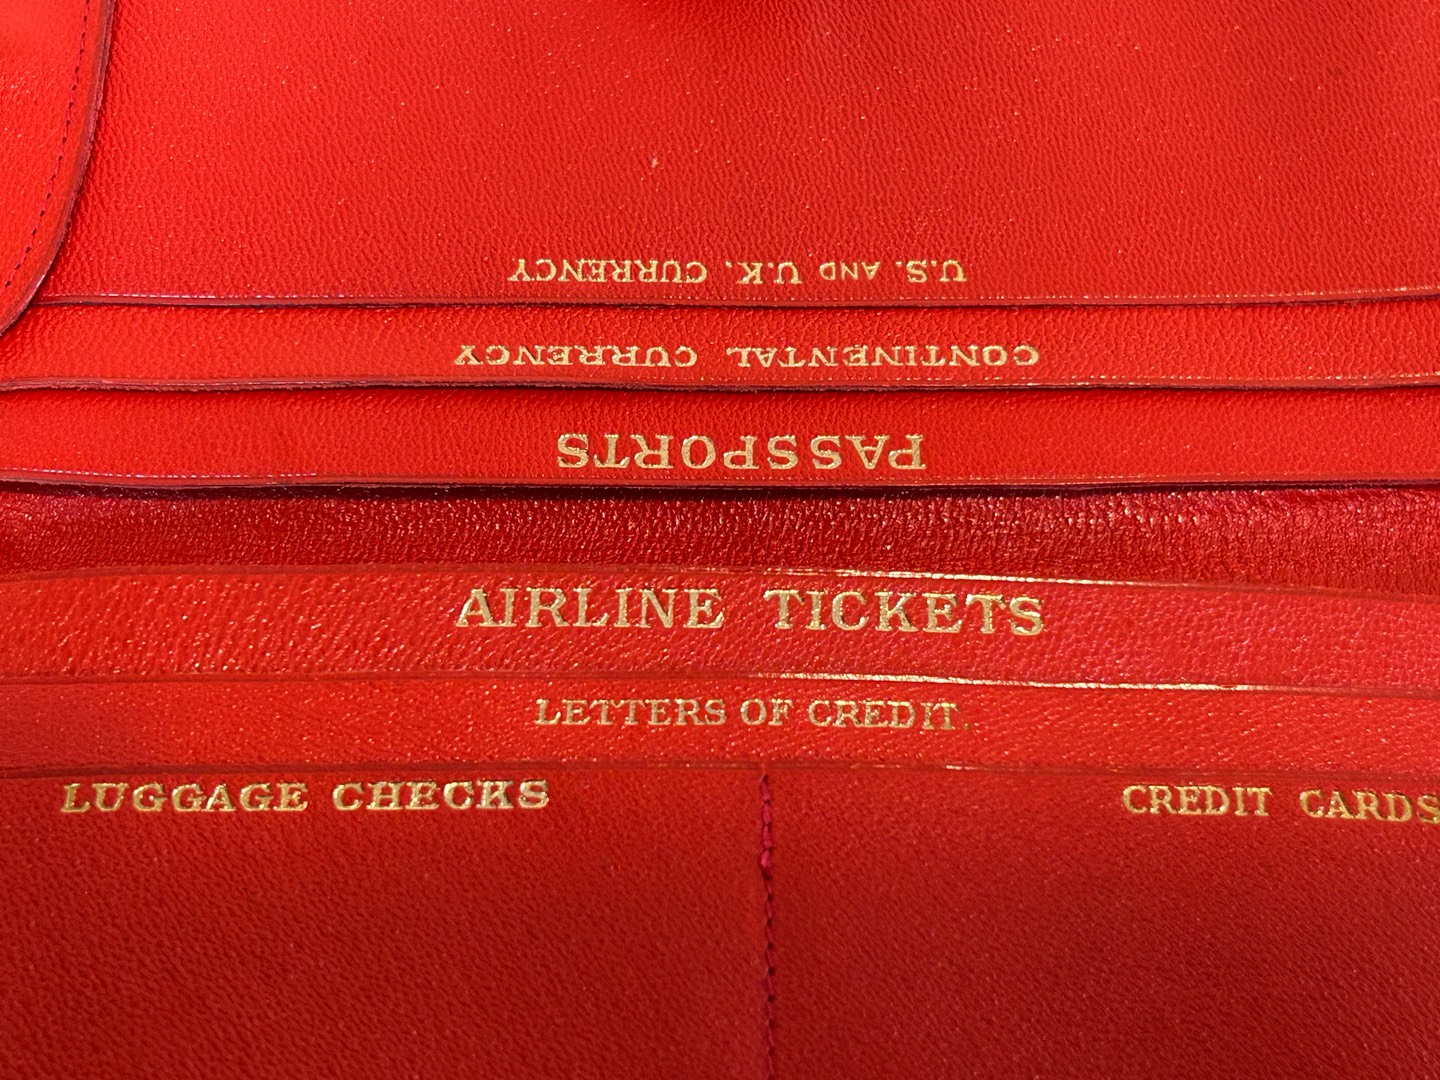 U.S. AND U.K. CURRENCY
CONTINENTAL CURRENCY
PASSPORTS
AIRLINE TICKETS
LETTERS OF CREDIT.
LUGGAGE CHECKS
CREDIT CARDS